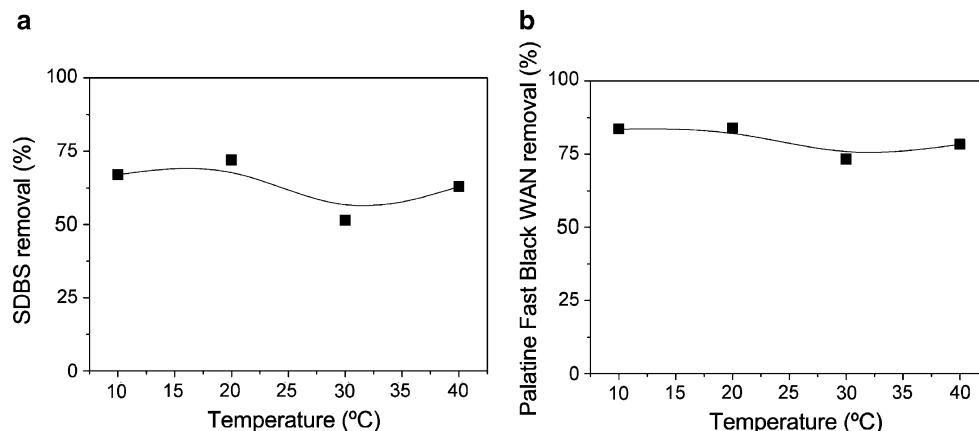 a
SDBS removal (%)
100
75
50
25
0
10 15 20 25 30 35 40
Temperature (ºC)
b
Palatine Fast Black WAN removal (%)
100
75
50
25
0
10 15 20 25 30 35 40
Temperature (ºC)